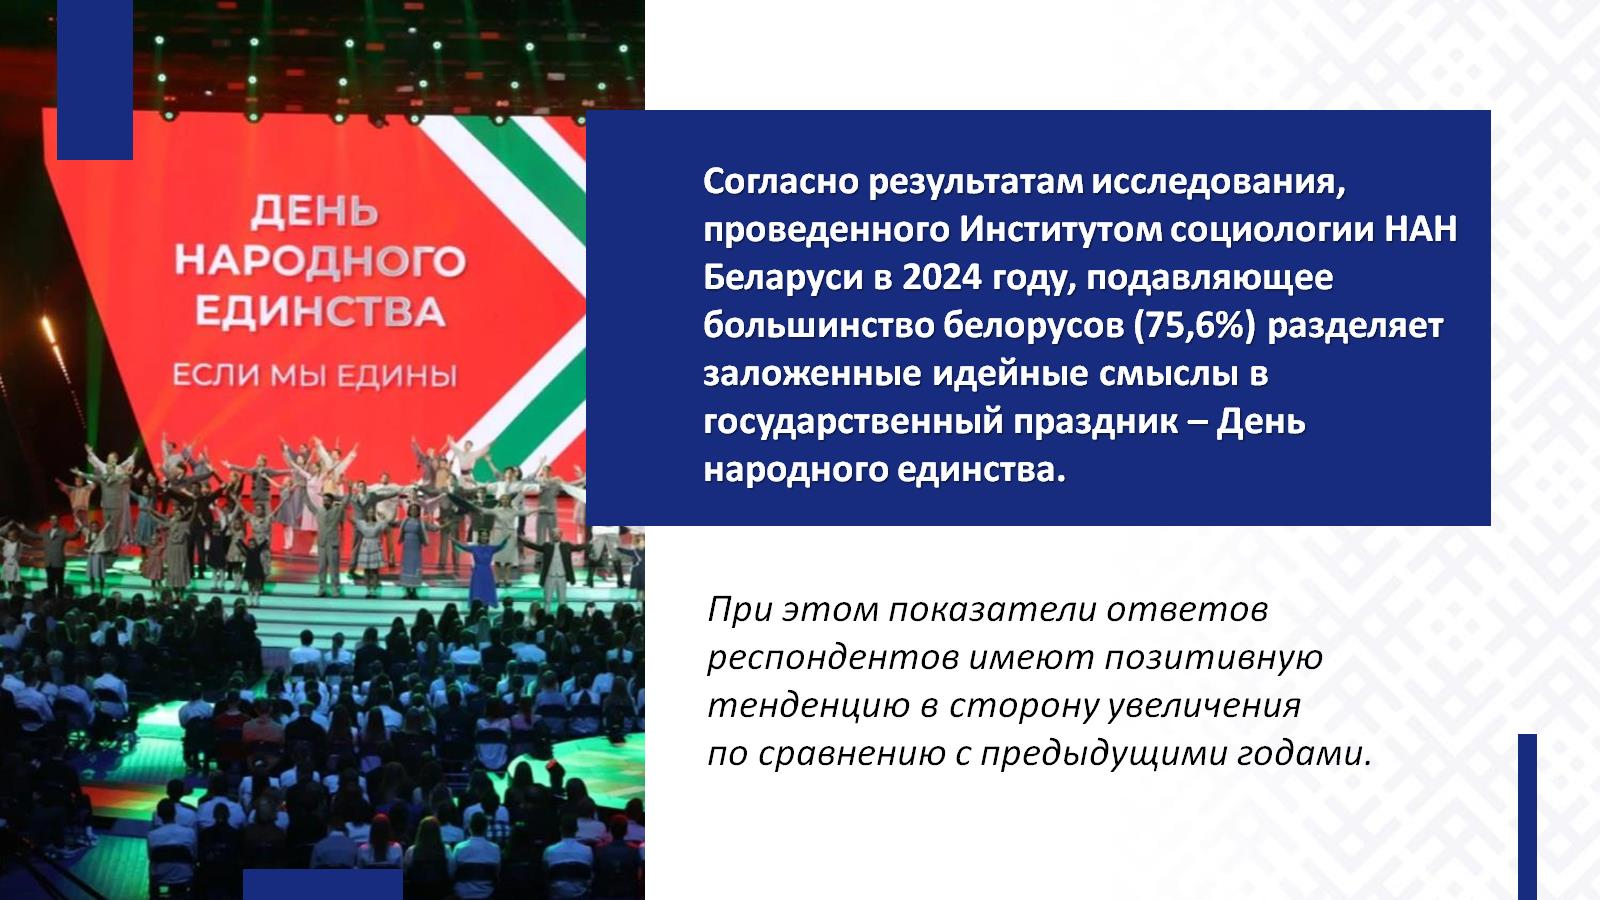 ДЕНЬ
НАРОДНОГО
ЕДИНСТВА
ЕСЛИ МЫ ЕДИНЫ
Согласно результатам исследования,
проведенного Институтом социологии НАН
Беларуси в 2024 году, подавляющее
большинство белорусов (75,6%) разделяет
заложенные идейные смыслы в
государственный праздник – День
народного единства.
При этом показатели ответов
респондентов имеют позитивную
тенденцию в сторону увеличения
по сравнению с предыдущими годами.